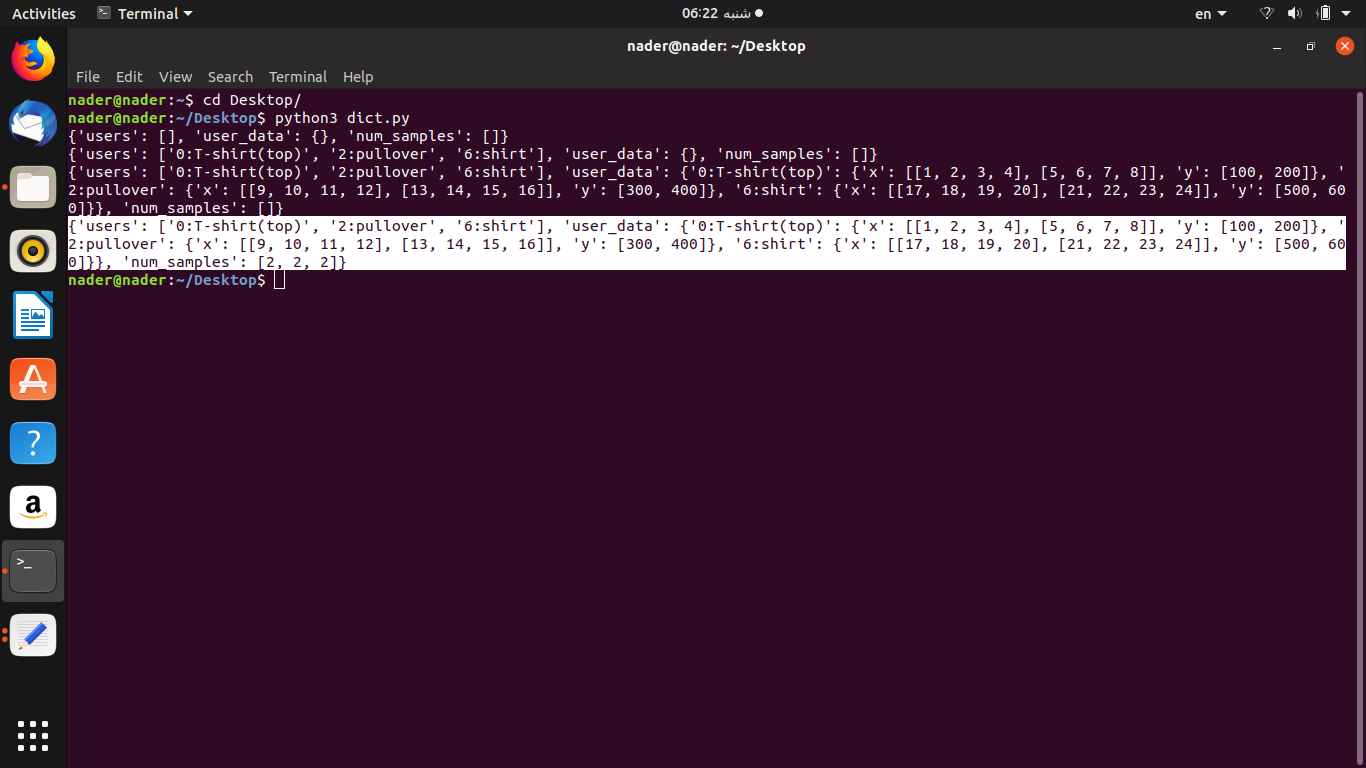 Activities
Terminal
06:22 شنبه
en
nader@nader: ~/Desktop
File Edit View Search Terminal Help
nader@nader:~$ cd Desktop/
nader@nader:~/Desktop$ python3 dict.py
{'users': [], 'user_data': {}, 'num_samples': []}
{'users': ['0:T-shirt(top)', '2:pullover', '6:shirt'], 'user_data': {}, 'num_samples': []}
{'users': ['0:T-shirt(top)', '2:pullover', '6:shirt'], 'user_data': {'0:T-shirt(top)': {'x': [[1, 2, 3, 4], [5, 6, 7, 8]], 'y': [100, 200]}, '
2:pullover': {'x': [[9, 10, 11, 12], [13, 14, 15, 16]], 'y': [300, 400]}, '6:shirt': {'x': [[17, 18, 19, 20], [21, 22, 23, 24]], 'y': [500, 60
0]}}, 'num_samples': []}
{'users': ['0:T-shirt(top)', '2:pullover', '6:shirt'], 'user_data': {'0:T-shirt(top)': {'x': [[1, 2, 3, 4], [5, 6, 7, 8]], 'y': [100, 200]}, '
2:pullover': {'x': [[9, 10, 11, 12], [13, 14, 15, 16]], 'y': [300, 400]}, '6:shirt': {'x': [[17, 18, 19, 20], [21, 22, 23, 24]], 'y': [500, 60
0]}}, 'num_samples': [2, 2, 2]}
nader@nader:~/Desktop$